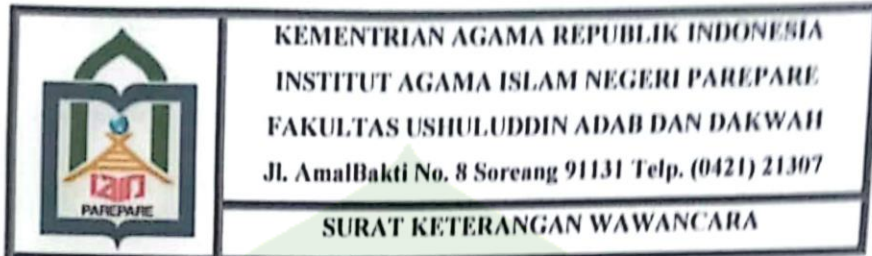 KEMENTRIAN AGAMA REPUBLIK INDONESIA
INSTITUT AGAMA ISLAM NEGERI PAREPARE
FAKULTAS USHULUDDIN ADAB DAN DAKWAH
Jl. AmalBakti No. 8 Soreang 91131 Telp. (0421) 21307
iain
PAREPARE
SURAT KETERANGAN WAWANCARA